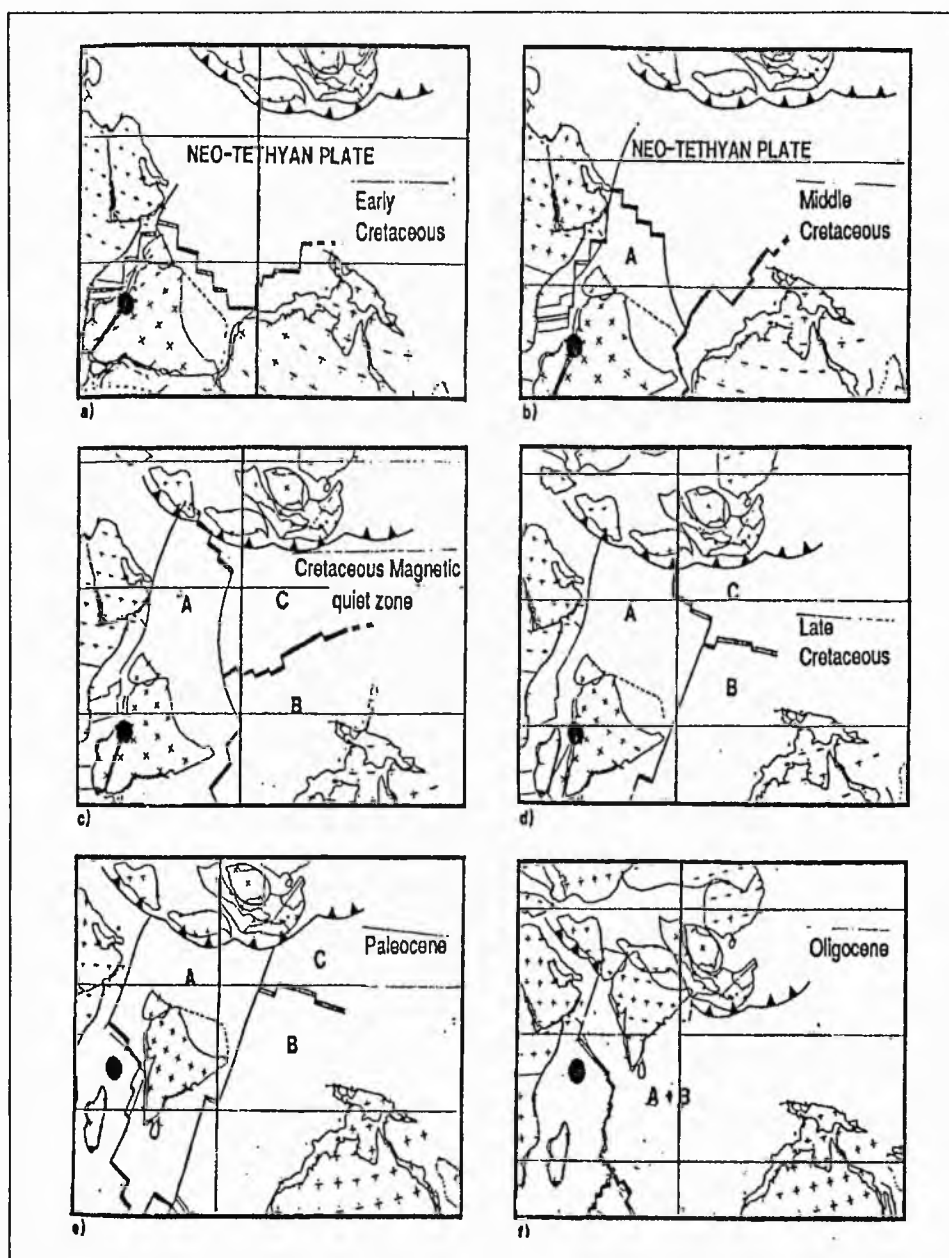 NEO-TETHYAN PLATE
Early
Cretaceous
a)
NEO-TETHYAN PLATE
Middle
Cretaceous
A
b)
Cretaceous Magnetic
quiet zone
A
C
B
c)
A
C
Late
Cretaceous
B
d)
Paleocene
A
C
B
e)
Oligocene
A + B
f)